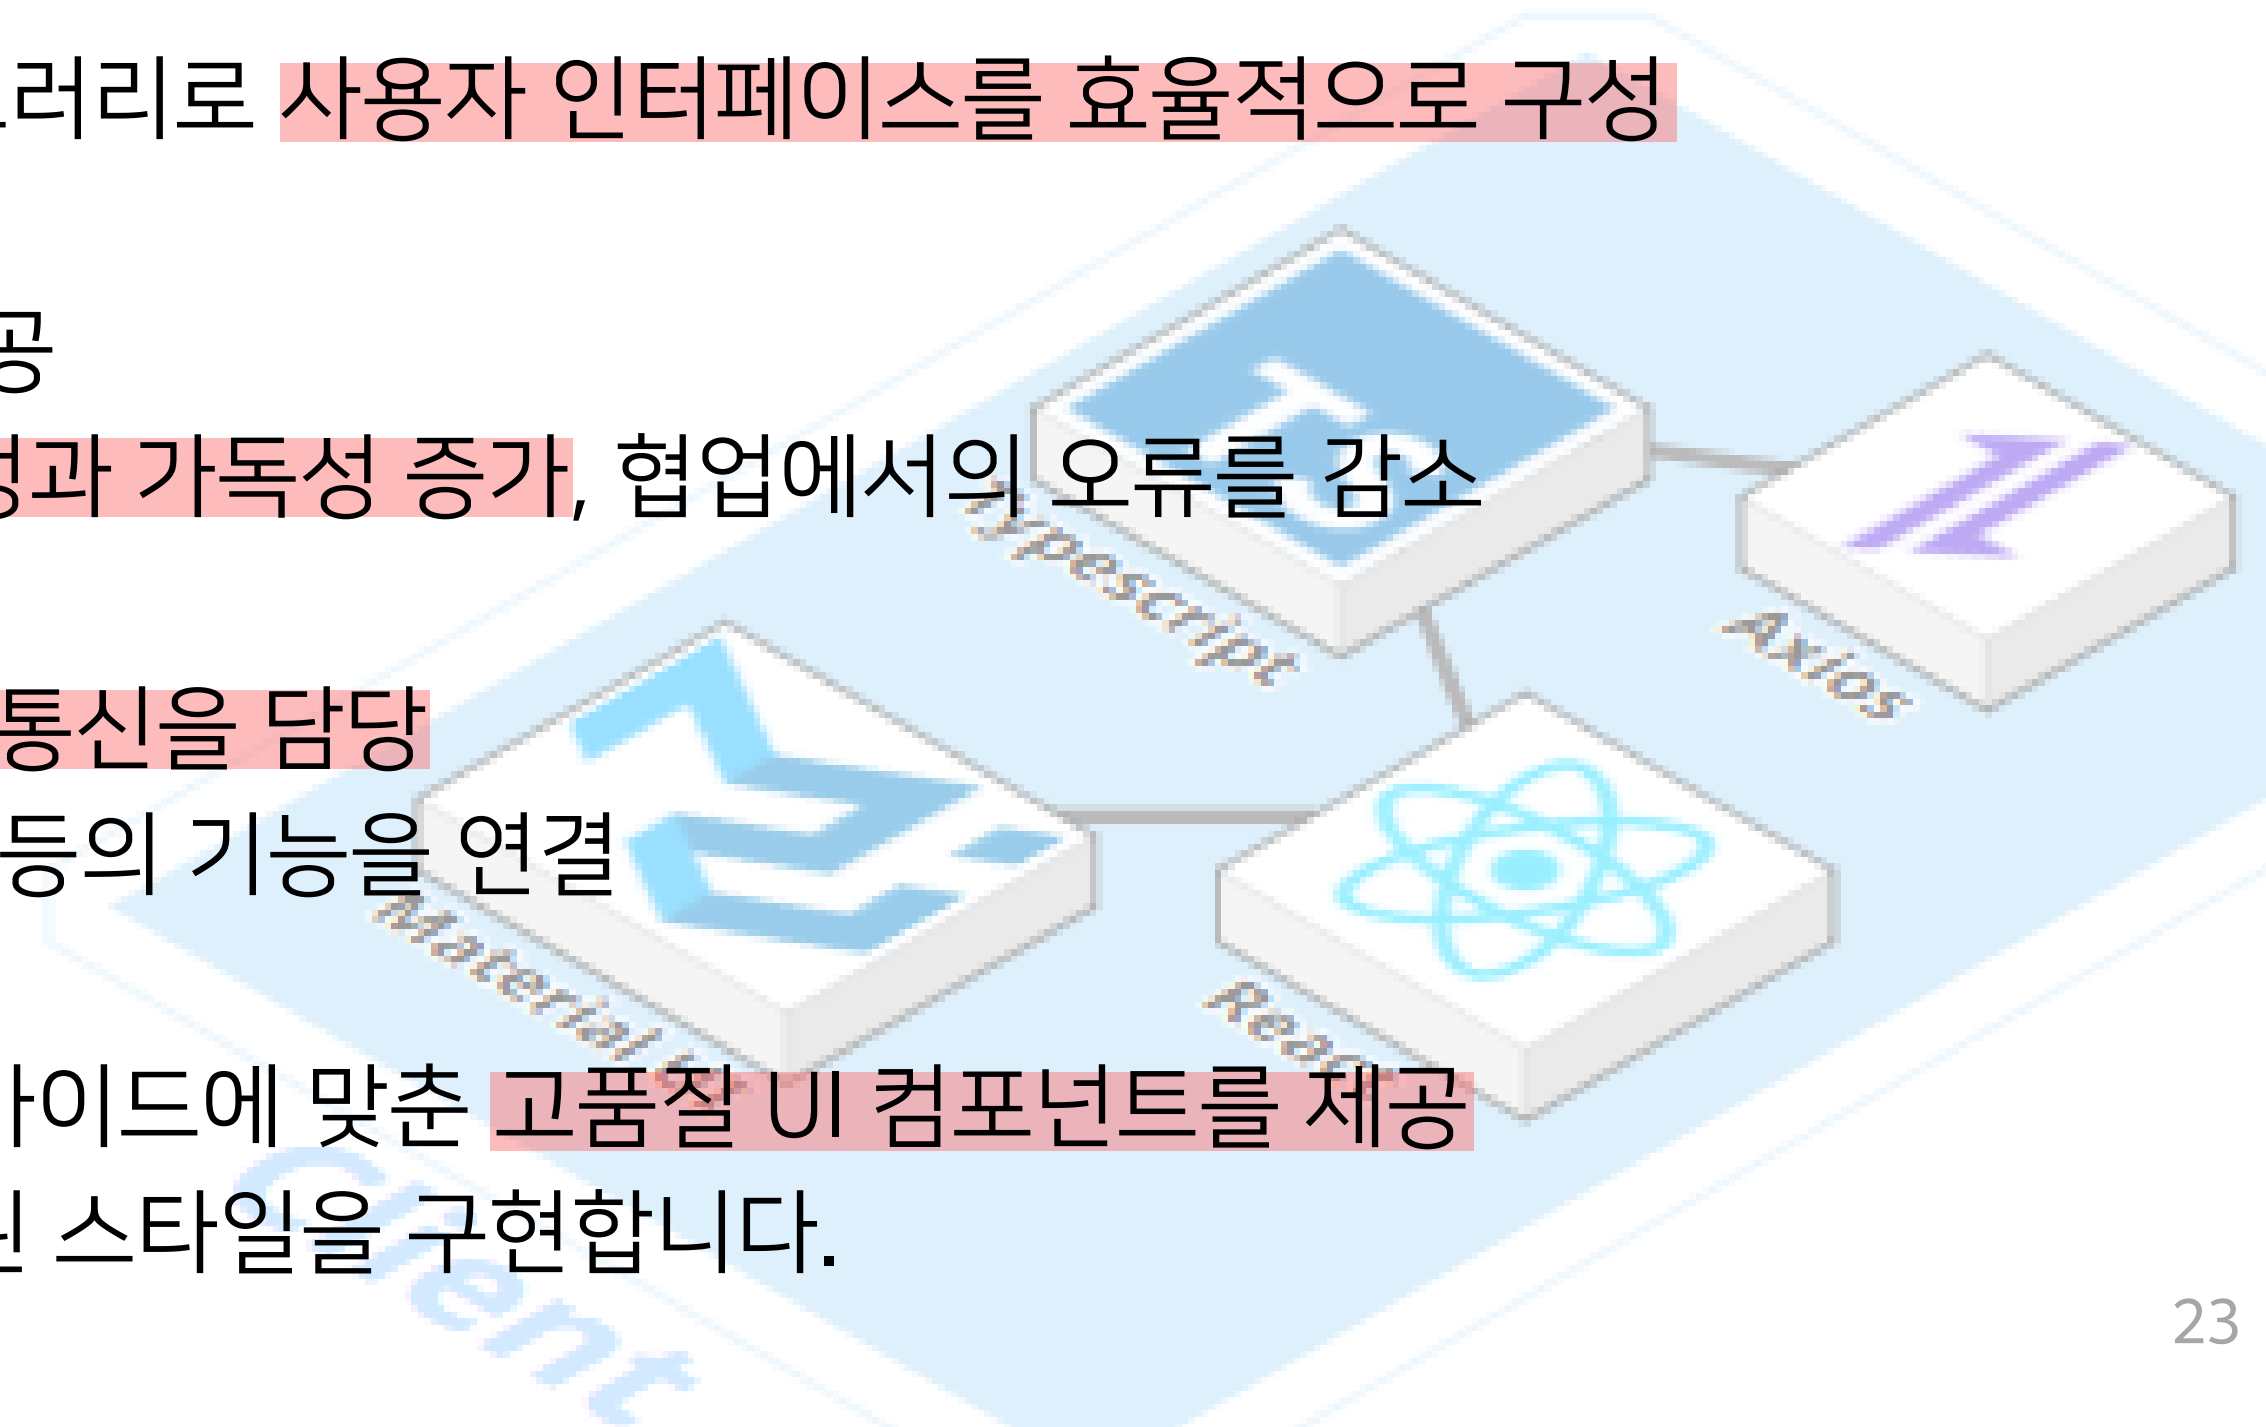 러리로 사용자 인터페이스를 효율적으로 구성
공
과 가독성 증가, 협업에서의 오류를 감소
Typescript
Axios
통신을 담당
등의 기능을 연결
Material UI
React
이드에 맞춘 고품질 UI 컴포넌트를 제공
스타일을 구현합니다.
Client
23